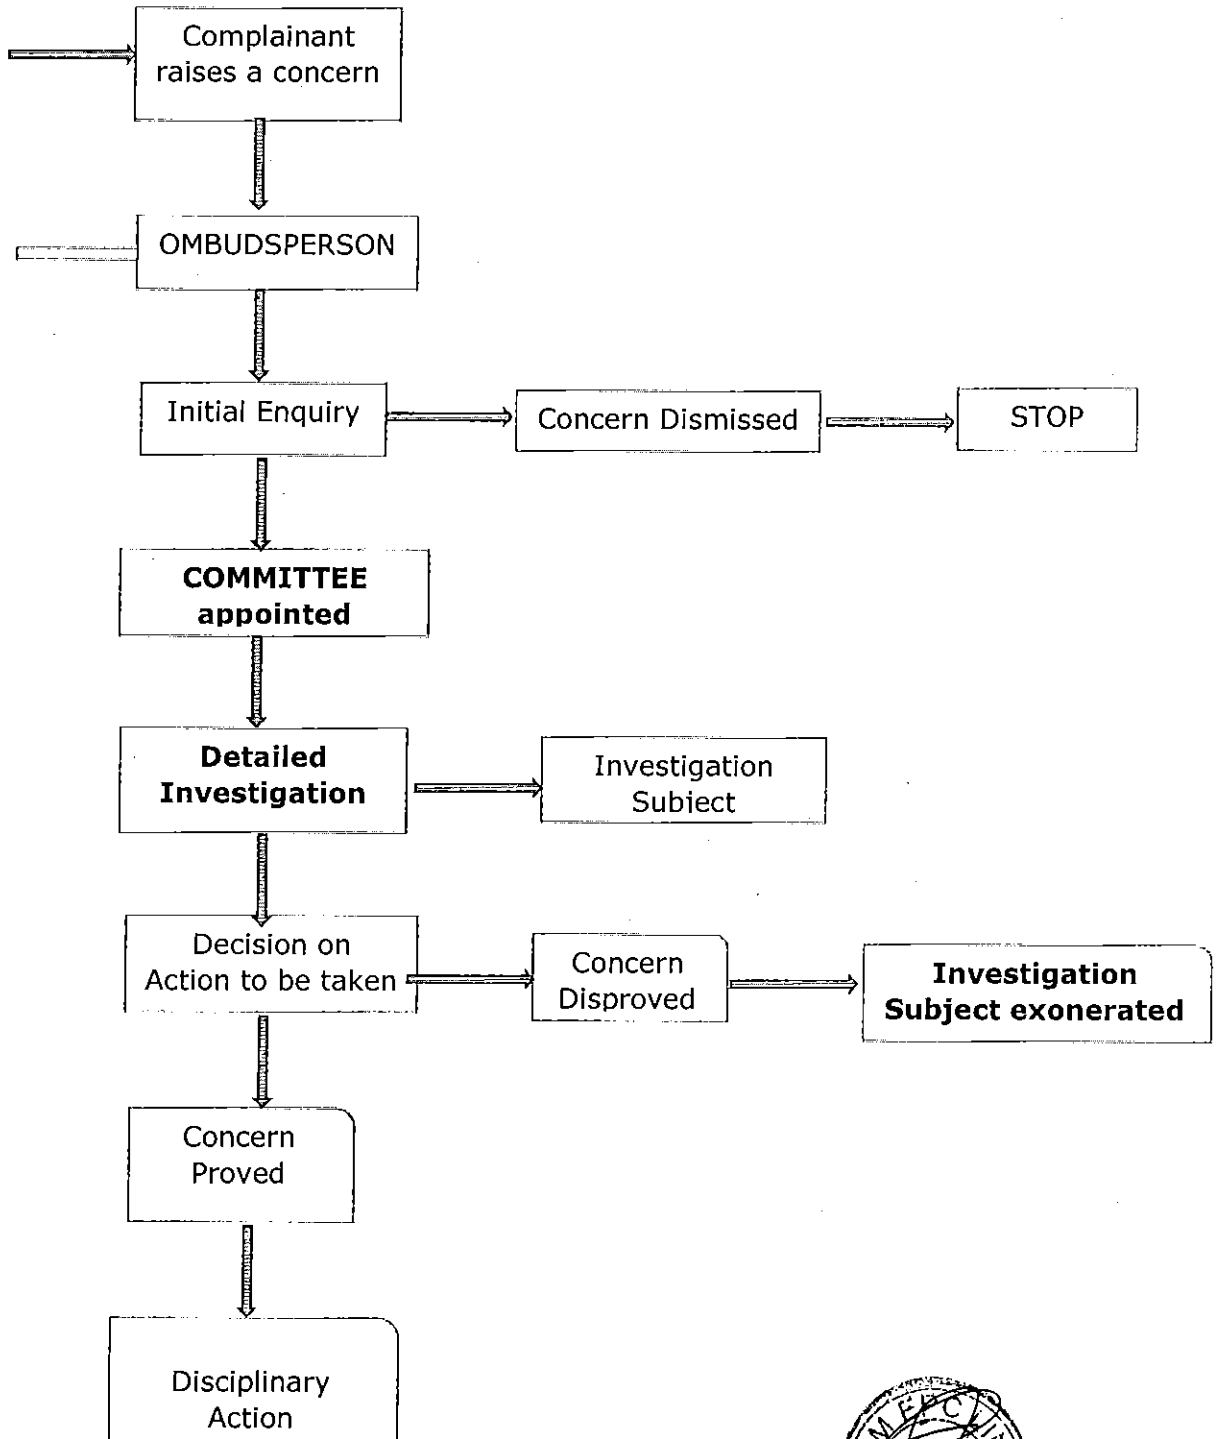 Complainant
raises a concern
OMBUDSPERSON
Initial Enquiry
Concern Dismissed
STOP
COMMITTEE
appointed
Detailed
Investigation
Investigation
Subject
Decision on
Action to be taken
Concern
Disproved
Investigation
Subject exonerated
Concern
Proved
Disciplinary
Action